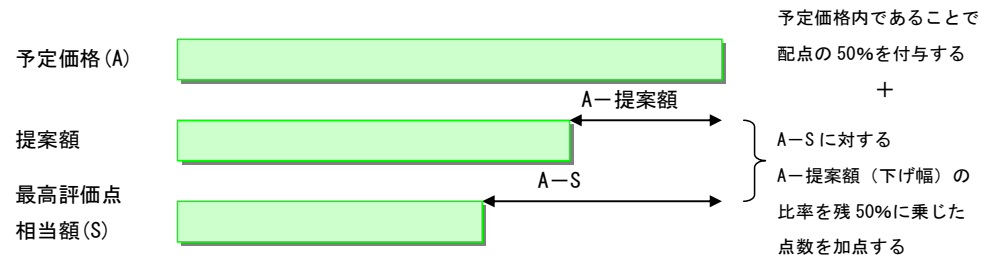 予定価格(A)
予定価格内であることで
配点の 50%を付与する
＋
A－提案額
提案額
A－S
最高評価点
相当額(S)
A－S に対する
A－提案額（下げ幅）の
比率を残 50%に乗じた
点数を加点する